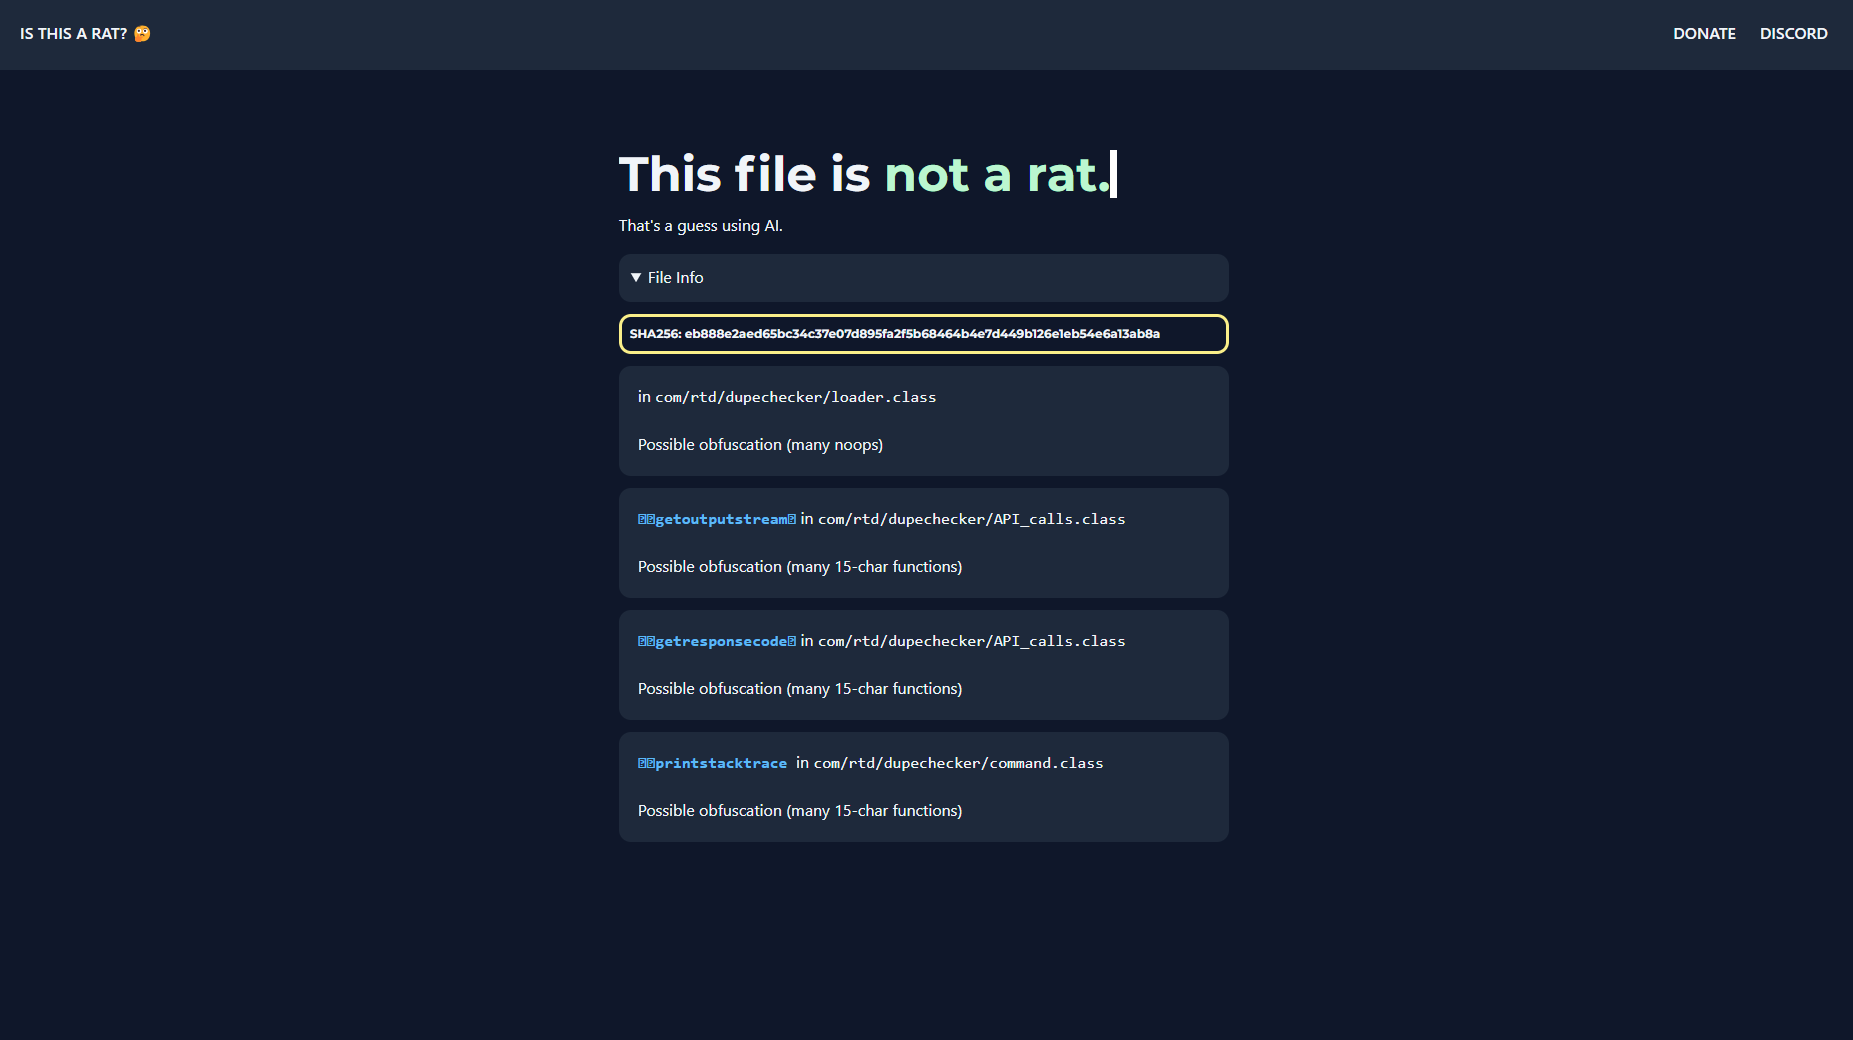 IS THIS A RAT? 🤔
DONATE
DISCORD
This file is not a rat.
That's a guess using AI.
▼ File Info
SHA256: eb888e2aed65bc34c37e07d895fa2f5b68464b4e7d449b126e1eb54e6a13ab8a
in com/rtd/dupechecker/loader.class
Possible obfuscation (many noops)
getoutputstream in com/rtd/dupechecker/API_calls.class
Possible obfuscation (many 15-char functions)
getresponsecode in com/rtd/dupechecker/API_calls.class
Possible obfuscation (many 15-char functions)
printstacktrace in com/rtd/dupechecker/command.class
Possible obfuscation (many 15-char functions)